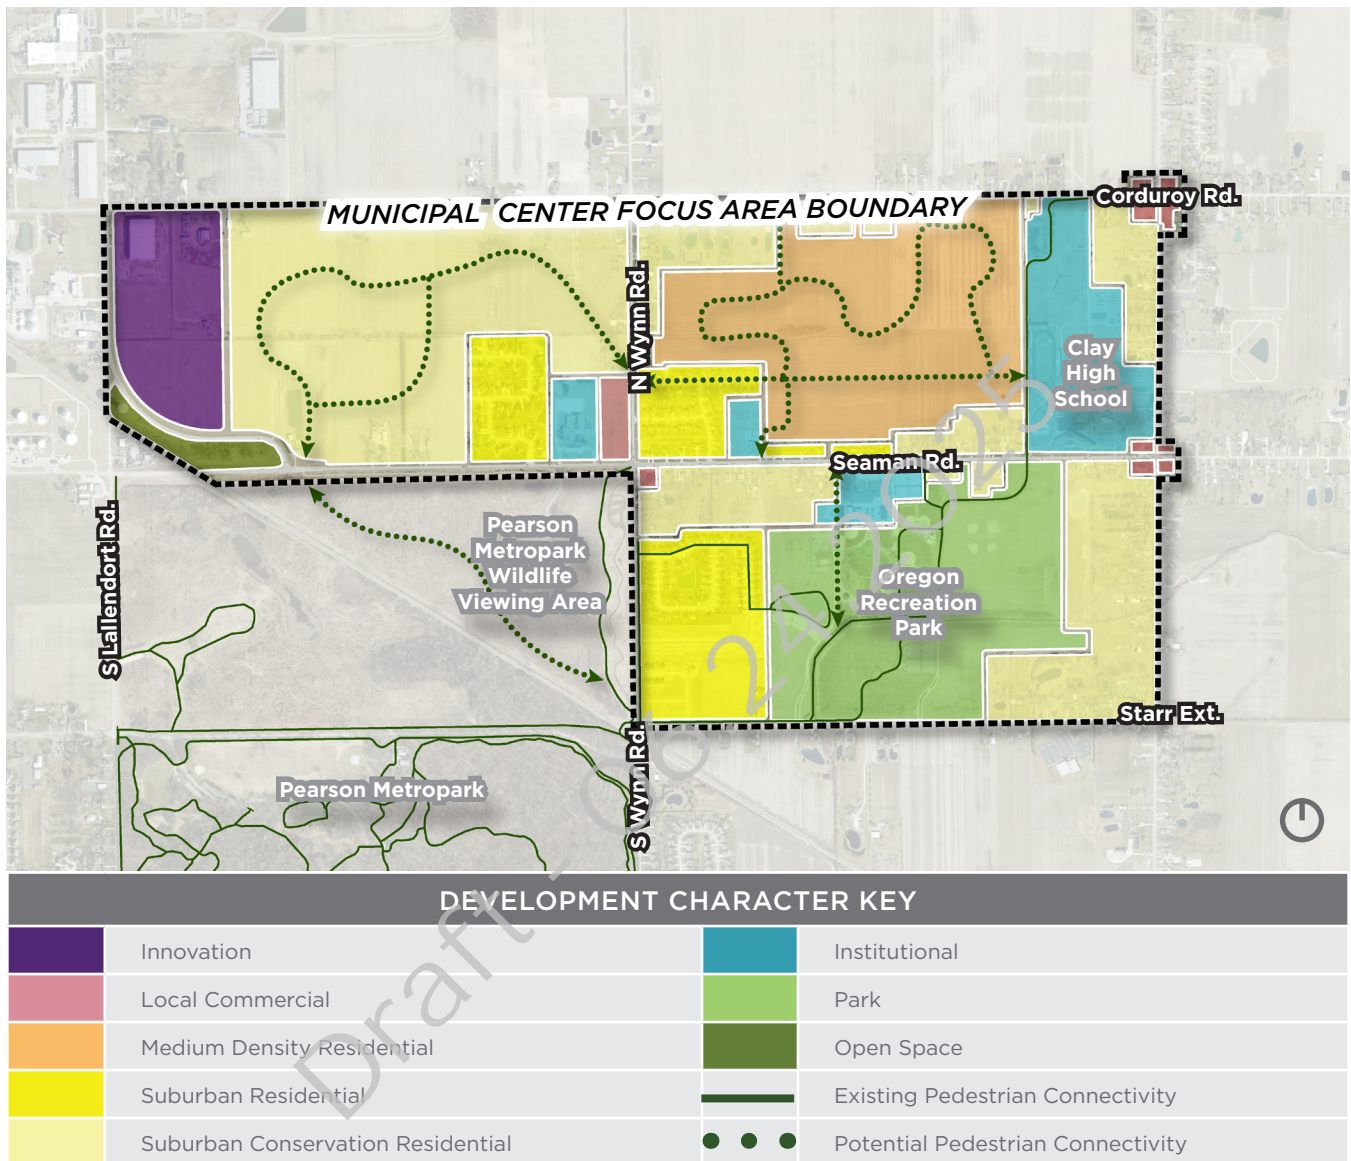 MUNICIPAL CENTER FOCUS AREA BOUNDARY
Corduroy Rd.
N Wynn Rd.
Clay
High
School
Seaman Rd.
S Lallendort Rd.
Pearson
Metropark
Wildlife
Viewing Area
Oregon
Recreation
Park
Starr Ext.
Pearson Metropark
S Wynn Rd.
Draft - 06.24.2025
DEVELOPMENT CHARACTER KEY
Innovation
Institutional
Local Commercial
Park
Medium Density Residential
Open Space
Suburban Residential
Existing Pedestrian Connectivity
Suburban Conservation Residential
Potential Pedestrian Connectivity